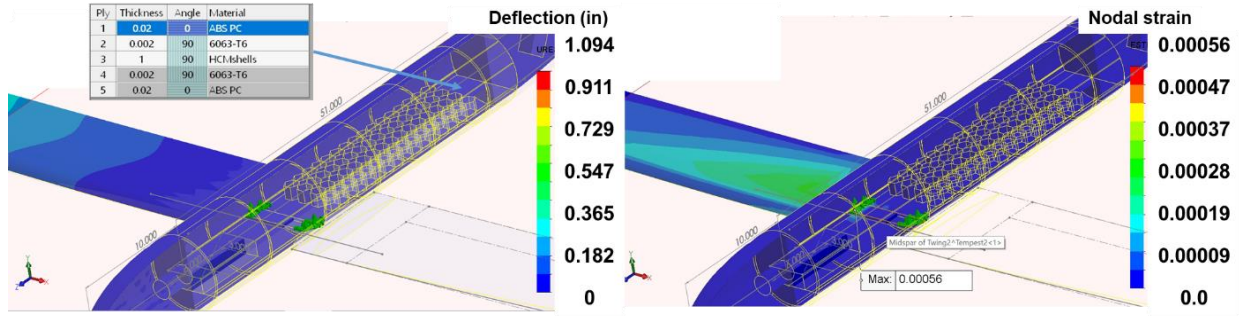 Ply Thickness Angle Material
1 0.02 0 ABS PC
2 0.002 90 6063-T6
3 1 90 HCMshells
4 0.002 90 6063-T6
5 0.02 0 ABS PC
Deflection (in)
URE
1.094
0.911
0.729
0.547
0.365
0.182
0
51.000
10.000
Y
X
Z
Nodal strain
EST
0.00056
0.00047
0.00037
0.00028
0.00019
0.00009
0.0
51.000
10.000
Midspar of Twing2^Tempest2<1>
Max: 0.00056
Y
X